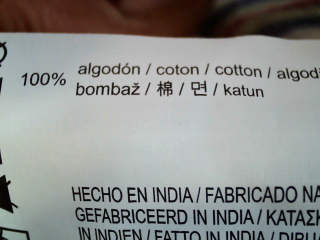 100% algodón / coton / cotton / algod
bombaž / 棉 / 면 / katun
HECHO EN INDIA / FABRICADO NA
GEFABRICEERD IN INDIA / ΚΑΤΑΣΚ
IN INDIEN / FATTO IN INDIA / DIBU